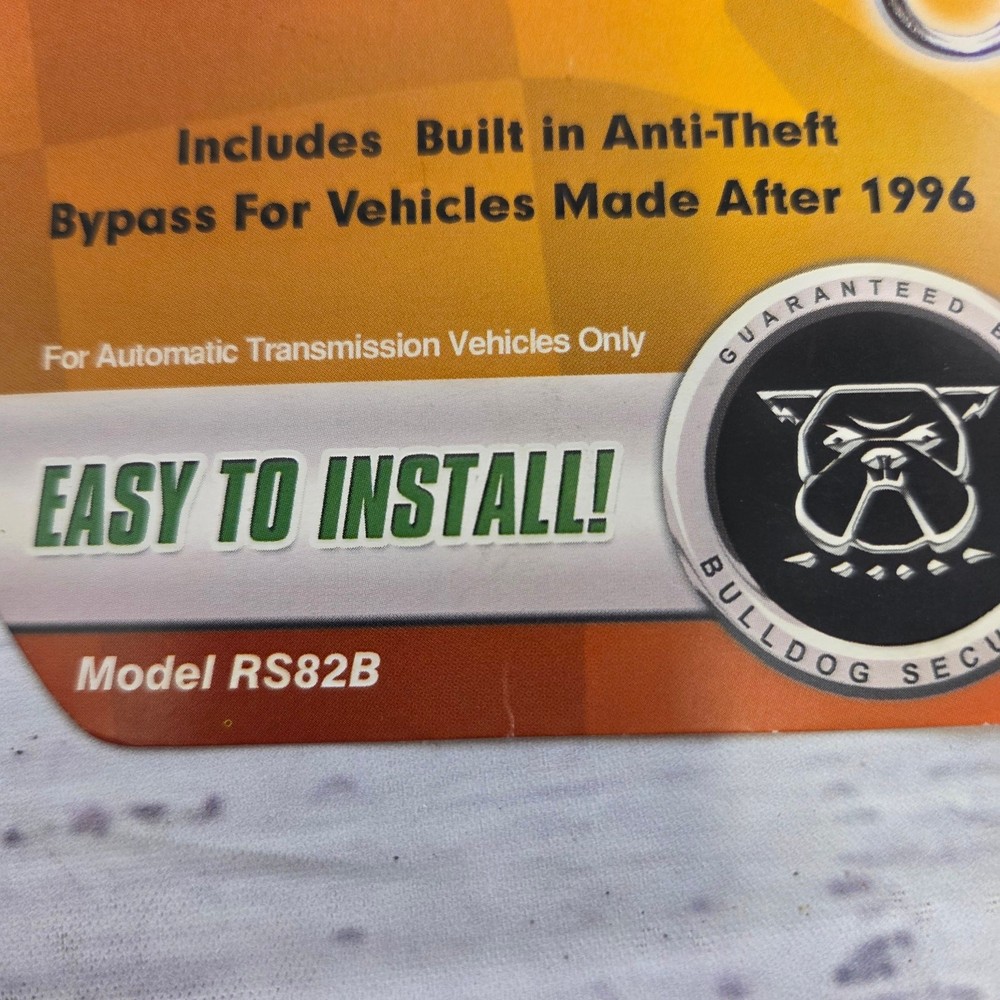 Includes Built in Anti-Theft
Bypass For Vehicles Made After 1996
For Automatic Transmission Vehicles Only
GUARANTEED
EASY TO INSTALL!
BULLDOG
Model RS82B